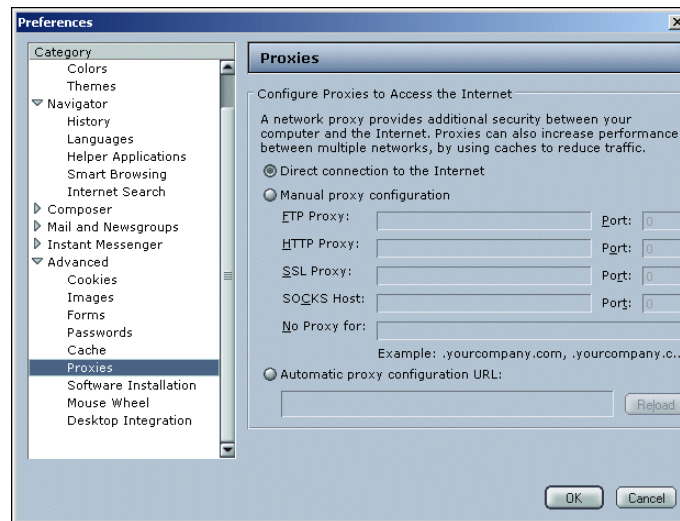 Preferences
Category
Colors
Themes
Navigator
History
Languages
Helper Applications
Smart Browsing
Internet Search
Composer
Mail and Newsgroups
Instant Messenger
Advanced
Cookies
Images
Forms
Passwords
Cache
Proxies
Software Installation
Mouse Wheel
Desktop Integration
Proxies
Configure Proxies to Access the Internet
A network proxy provides additional security between your
computer and the Internet. Proxies can also increase performance
between multiple networks, by using caches to reduce traffic.
Direct connection to the Internet
Manual proxy configuration
FTP Proxy: Port: 0
HTTP Proxy: Port: 0
SSL Proxy: Port: 0
SOCKS Host: Port: 0
No Proxy for:
Example: .yourcompany.com, .yourcompany.c...
Automatic proxy configuration URL:
Reload
OK Cancel